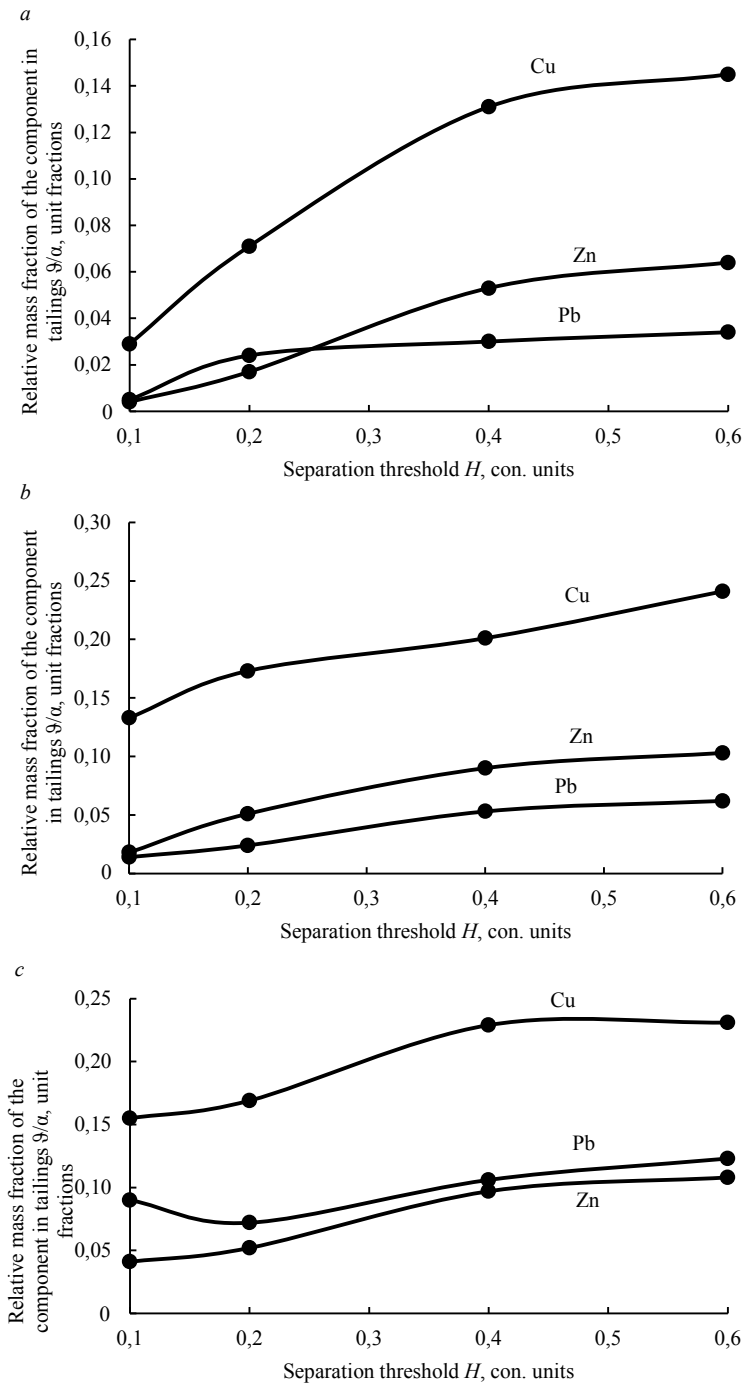 a
Relative mass fraction of the component in
tailings ϑ/α, unit fractions
0,16
0,14
0,12
0,10
0,08
0,06
0,04
0,02
0
Cu
Zn
Pb
0,1 0,2 0,3 0,4 0,5 0,6
Separation threshold H, con. units
b
Relative mass fraction of the component
in tailings ϑ/α, unit fractions
0,30
0,25
0,20
0,15
0,10
0,05
0
Cu
Zn
Pb
0,1 0,2 0,3 0,4 0,5 0,6
Separation threshold H, con. units
c
Relative mass fraction of the
component in tailings ϑ/α, unit
fractions
0,25
0,20
0,15
0,10
0,05
0
Cu
Pb
Zn
0,1 0,2 0,3 0,4 0,5 0,6
Separation threshold H, con. units